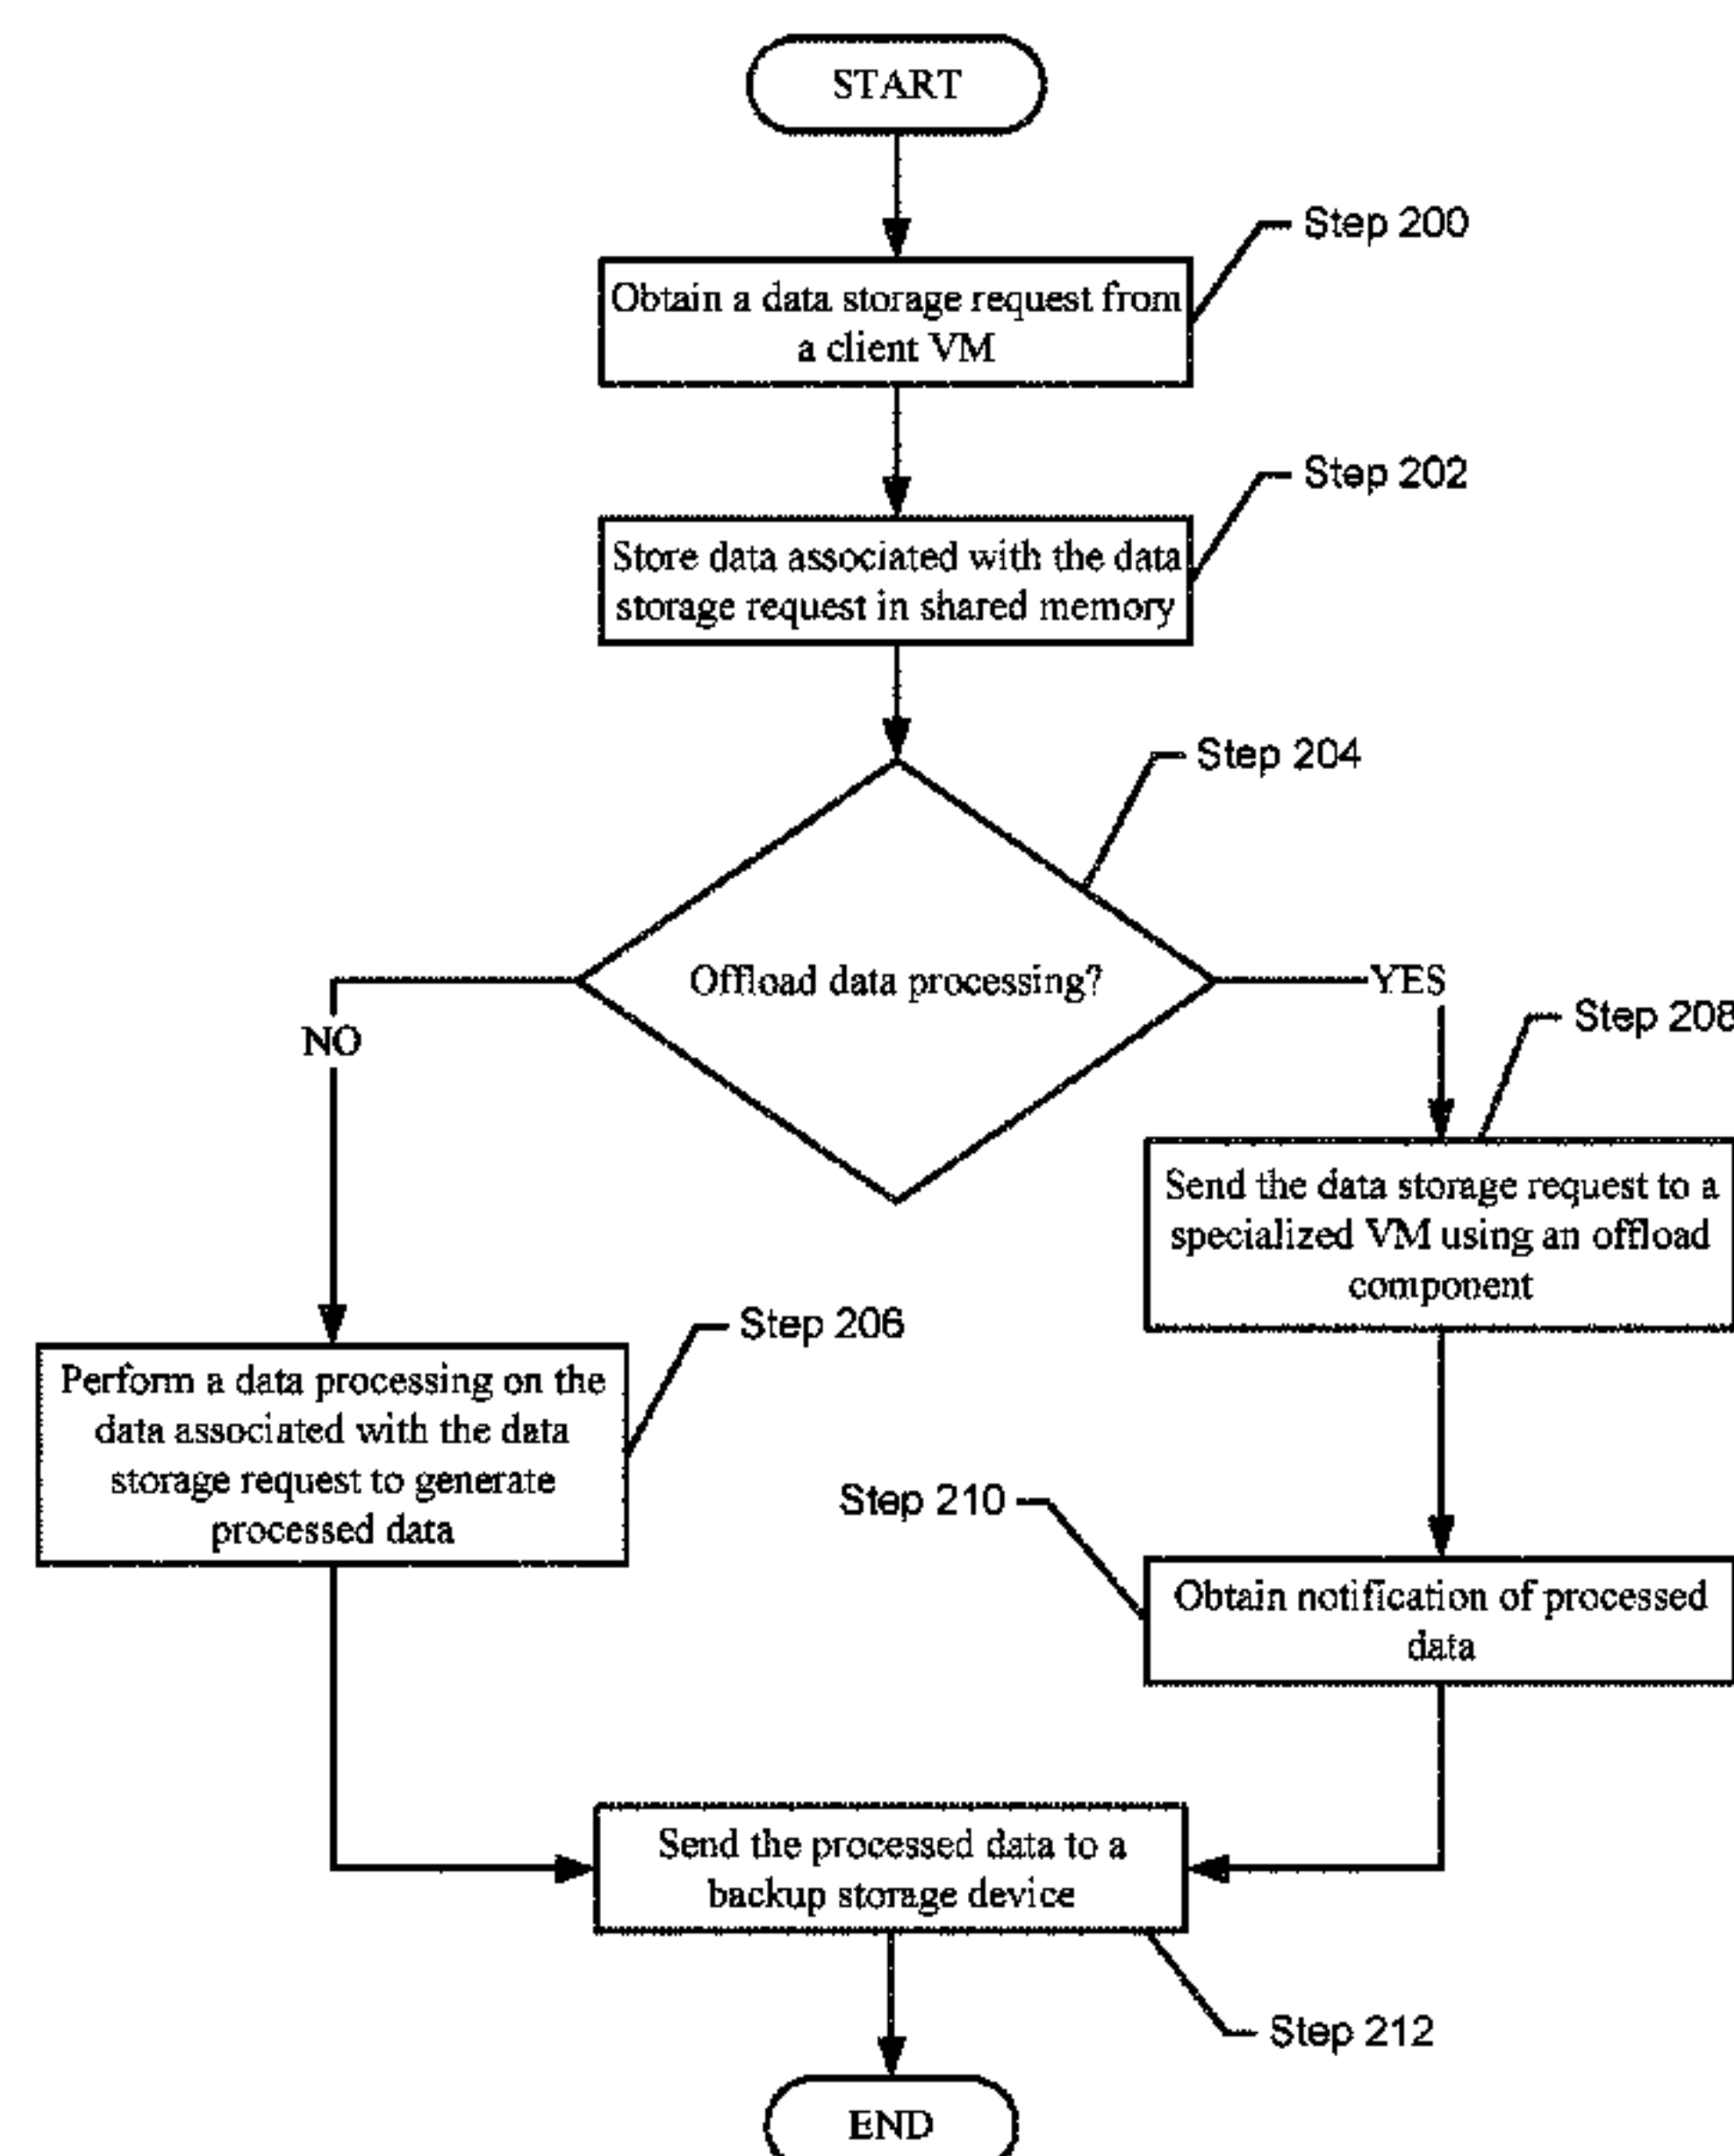 START
Step 200
Obtain a data storage request from
a client VM
Step 202
Store data associated with the data
storage request in shared memory
Step 204
Offload data processing?
YES
NO
Step 208
Send the data storage request to a
specialized VM using an offload
component
Step 206
Perform a data processing on the
data associated with the data
storage request to generate
processed data
Step 210
Obtain notification of processed
data
Send the processed data to a
backup storage device
Step 212
END